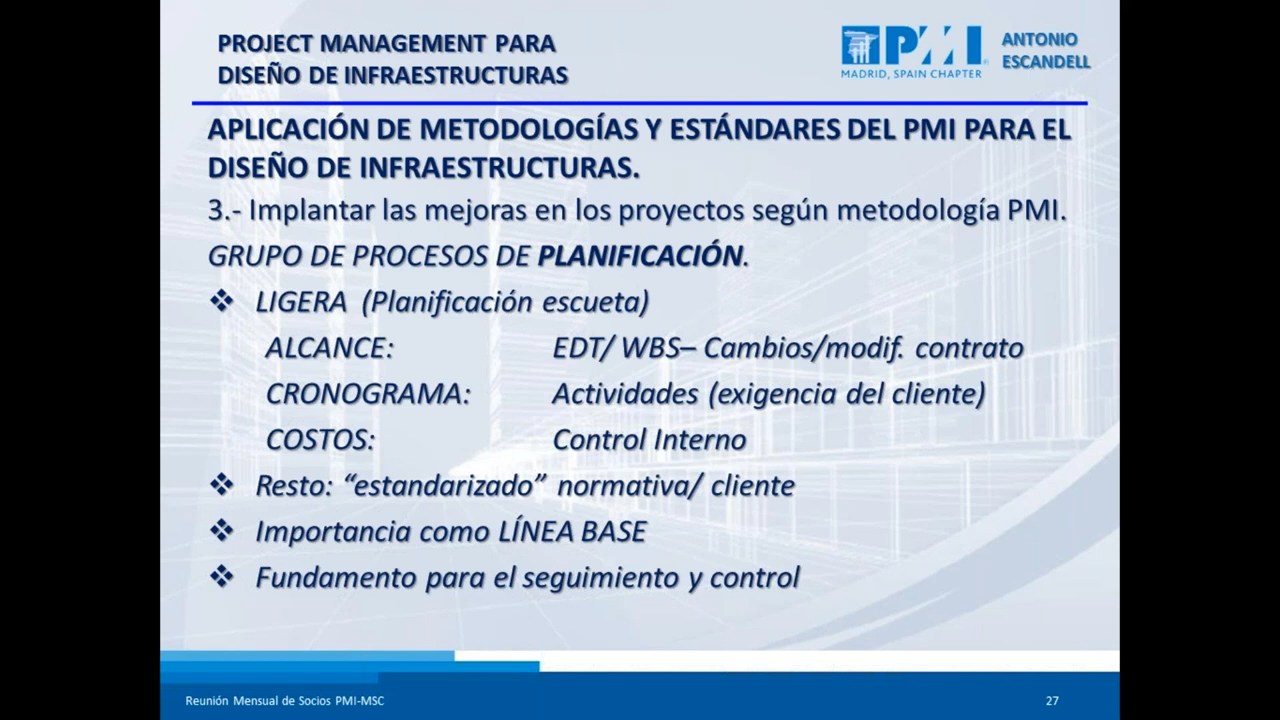 PROJECT MANAGEMENT PARA
DISEÑO DE INFRAESTRUCTURAS
PMI
MADRID, SPAIN CHAPTER
ANTONIO
ESCANDELL
APLICACIÓN DE METODOLOGÍAS Y ESTÁNDARES DEL PMI PARA EL
DISEÑO DE INFRAESTRUCTURAS.
3.- Implantar las mejoras en los proyectos según metodología PMI.
GRUPO DE PROCESOS DE PLANIFICACIÓN.
❖ LIGERA (Planificación escueta)
ALCANCE: EDT/ WBS– Cambios/modif. contrato
CRONOGRAMA: Actividades (exigencia del cliente)
COSTOS: Control Interno
❖ Resto: “estandarizado” normativa/ cliente
❖ Importancia como LÍNEA BASE
❖ Fundamento para el seguimiento y control
Reunión Mensual de Socios PMI-MSC
27